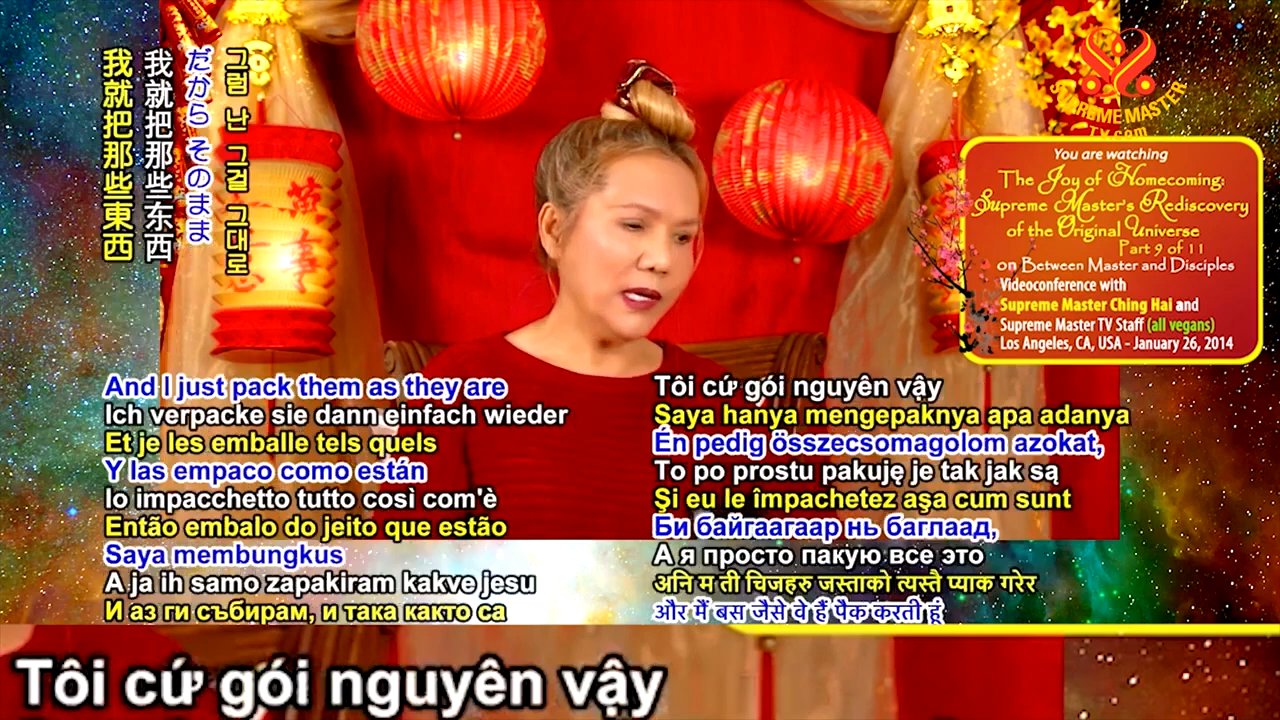 我就把那些東西
我就把那些东西
だから そのまま
그럼 난 그걸 그대로
SUPREME MASTER
TV.com
You are watching
The Joy of Homecoming:
Supreme Master's Rediscovery
of the Original Universe
Part 9 of 11
on Between Master and Disciples
Videoconference with
Supreme Master Ching Hai and
Supreme Master TV Staff (all vegans)
Los Angeles, CA, USA - January 26, 2014
And I just pack them as they are
Ich verpacke sie dann einfach wieder
Et je les emballe tels quels
Y las empaco como están
Io impacchetto tutto così com'è
Então embalo do jeito que estão
Saya membungkus
A ja ih samo zapakiram kakve jesu
И аз ги събирам, и така както са
Tôi cứ gói nguyên vậy
Saya hanya mengepaknya apa adanya
Én pedig összecsomagolom azokat,
To po prostu pakuję je tak jak są
Şi eu le împachetez aşa cum sunt
Би байгаагаар нь баглаад,
А я просто пакую все это
अनि म ती चिजहरु जस्ताको त्यस्तै प्याक गरेर
और मैं बस जैसे वे हैं पैक करती हूं
Tôi cứ gói nguyên vậy